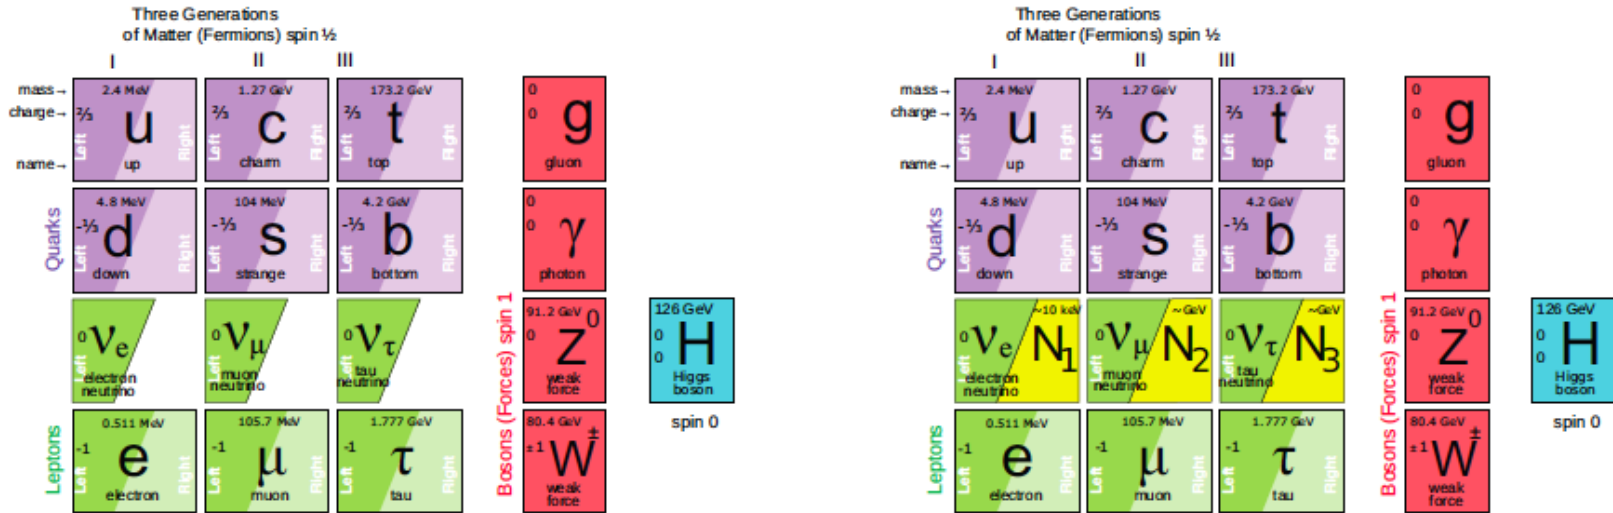 Three Generations
of Matter (Fermions) spin ½
I II III
mass→
charge→
name→
2.4 MeV
⅔ u
Left Right
up
1.27 GeV
⅔ c
Left Right
charm
173.2 GeV
⅔ t
Left Right
top
0
0 g
gluon
Quarks
4.8 MeV
-⅓ d
Left Right
down
104 MeV
-⅓ s
Left Right
strange
4.2 GeV
-⅓ b
Left Right
bottom
0
0 γ
photon
0 νe
Left
electron
neutrino
0 νμ
Left
muon
neutrino
0 ντ
Left
tau
neutrino
91.2 GeV
0 Z0
weak
force
126 GeV
0
0 H
Higgs
boson
spin 0
Leptons
0.511 MeV
-1 e
Left Right
electron
105.7 MeV
-1 μ
Left Right
muon
1.777 GeV
-1 τ
Left Right
tau
80.4 GeV
±1 W±
weak
force
Bosons (Forces) spin 1
Three Generations
of Matter (Fermions) spin ½
I II III
mass→
charge→
name→
2.4 MeV
⅔ u
Left Right
up
1.27 GeV
⅔ c
Left Right
charm
173.2 GeV
⅔ t
Left Right
top
0
0 g
gluon
Quarks
4.8 MeV
-⅓ d
Left Right
down
104 MeV
-⅓ s
Left Right
strange
4.2 GeV
-⅓ b
Left Right
bottom
0
0 γ
photon
0 νe
Left
electron
neutrino
~10 keV
N1
0 νμ
Left
muon
neutrino
~GeV
N2
0 ντ
Left
tau
neutrino
~GeV
N3
91.2 GeV
0 Z0
weak
force
126 GeV
0
0 H
Higgs
boson
spin 0
Leptons
0.511 MeV
-1 e
Left Right
electron
105.7 MeV
-1 μ
Left Right
muon
1.777 GeV
-1 τ
Left Right
tau
80.4 GeV
±1 W±
weak
force
Bosons (Forces) spin 1